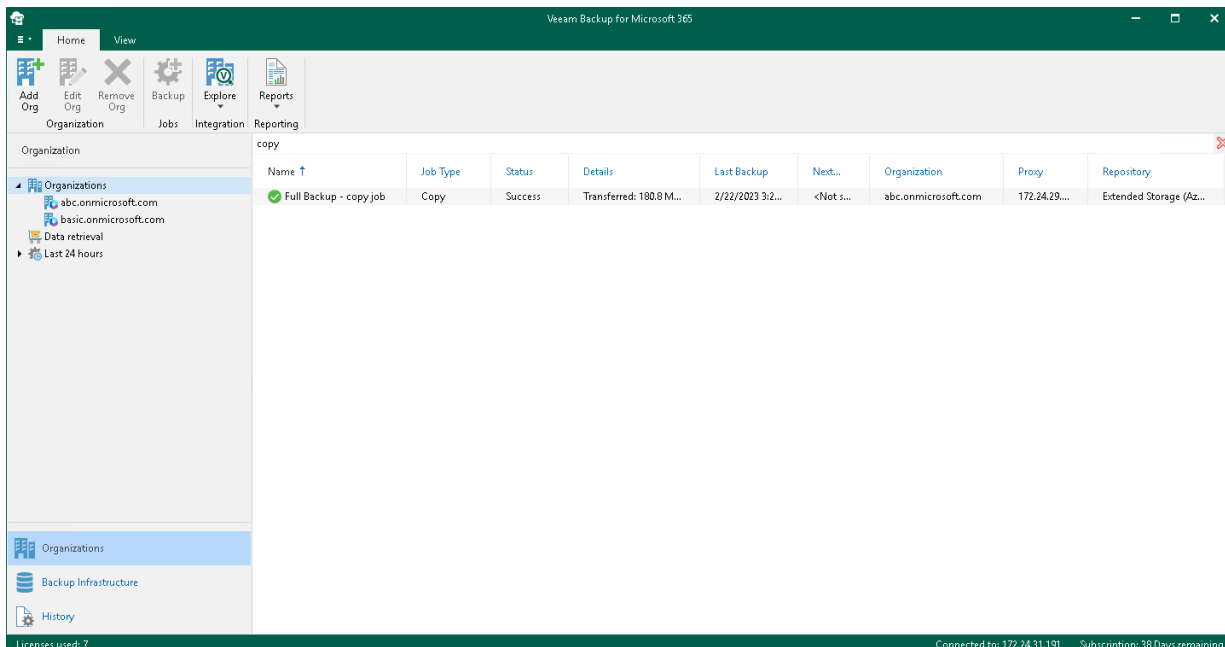 Veeam Backup for Microsoft 365
Home View
Add Org
Edit Org
Remove Org
Backup
Explore
Reports
Organization Jobs Integration Reporting
Organization
copy
Name Job Type Status Details Last Backup Next... Organization Proxy Repository
Full Backup - copy job Copy Success Transferred: 180.8 M... 2/22/2023 3:2... <Not s... abc.onmicrosoft.com 172.24.29.... Extended Storage (Az...
Organizations
abc.onmicrosoft.com
basic.onmicrosoft.com
Data retrieval
Last 24 hours
Organizations
Backup Infrastructure
History
Licenses used: 7 Connected to: 172.24.31.191 Subscription: 38 Days remaining